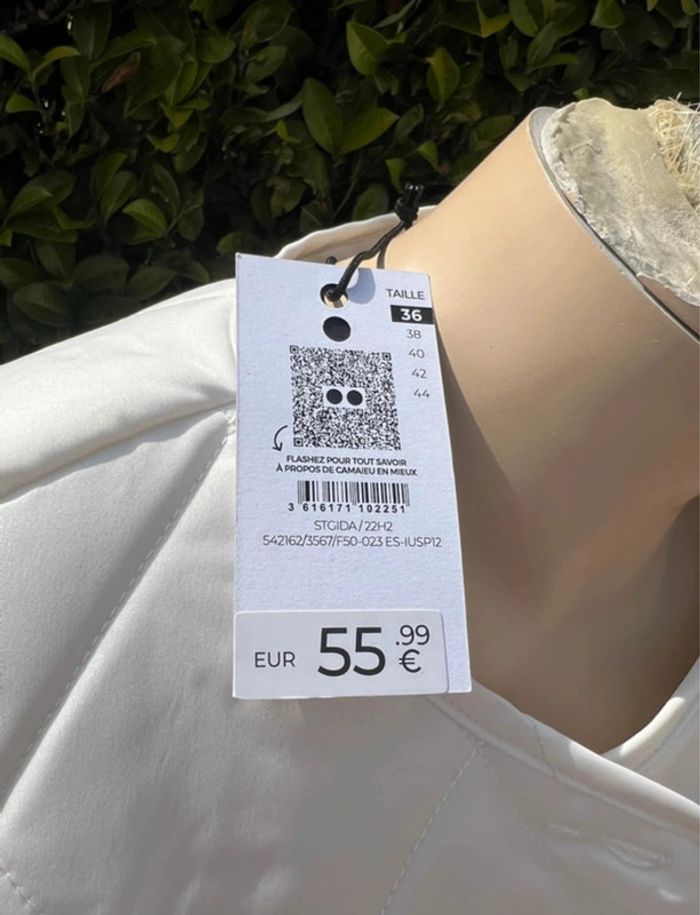 TAILLE
36
38
40
42
44
FLASHEZ POUR TOUT SAVOIR
À PROPOS DE CAMAIEU EN MIEUX
3 616171 102251
STGIDA / 22H2
542162/3567/F50-023 ES-IUSP12
EUR 55.99 €